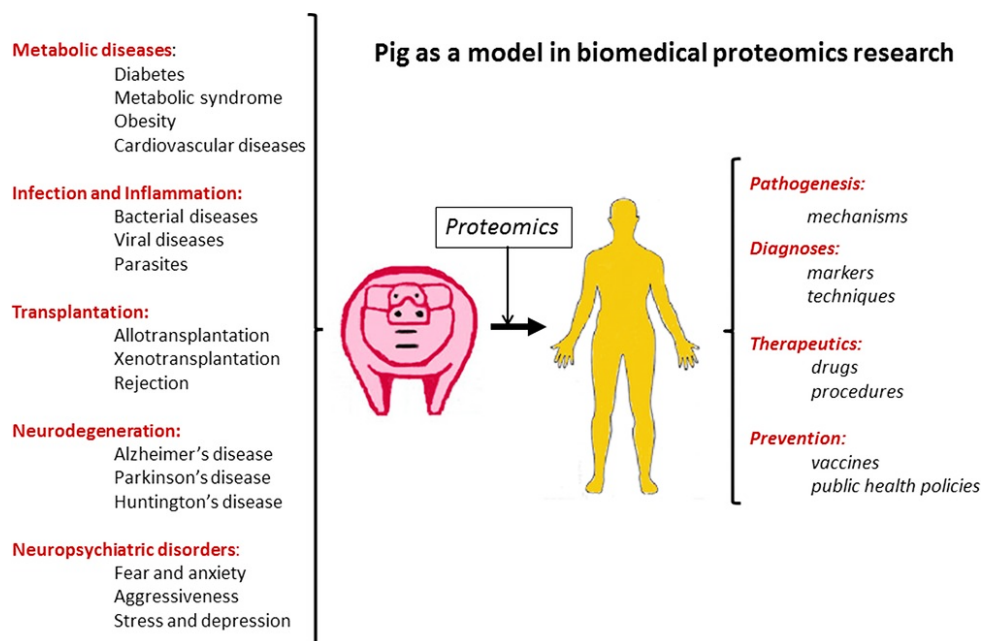 Pig as a model in biomedical proteomics research
Metabolic diseases:
Diabetes
Metabolic syndrome
Obesity
Cardiovascular diseases
Infection and Inflammation:
Bacterial diseases
Viral diseases
Parasites
Transplantation:
Allotransplantation
Xenotransplantation
Rejection
Neurodegeneration:
Alzheimer’s disease
Parkinson’s disease
Huntington’s disease
Neuropsychiatric disorders:
Fear and anxiety
Aggressiveness
Stress and depression
Proteomics
Pathogenesis:
mechanisms
Diagnoses:
markers
techniques
Therapeutics:
drugs
procedures
Prevention:
vaccines
public health policies